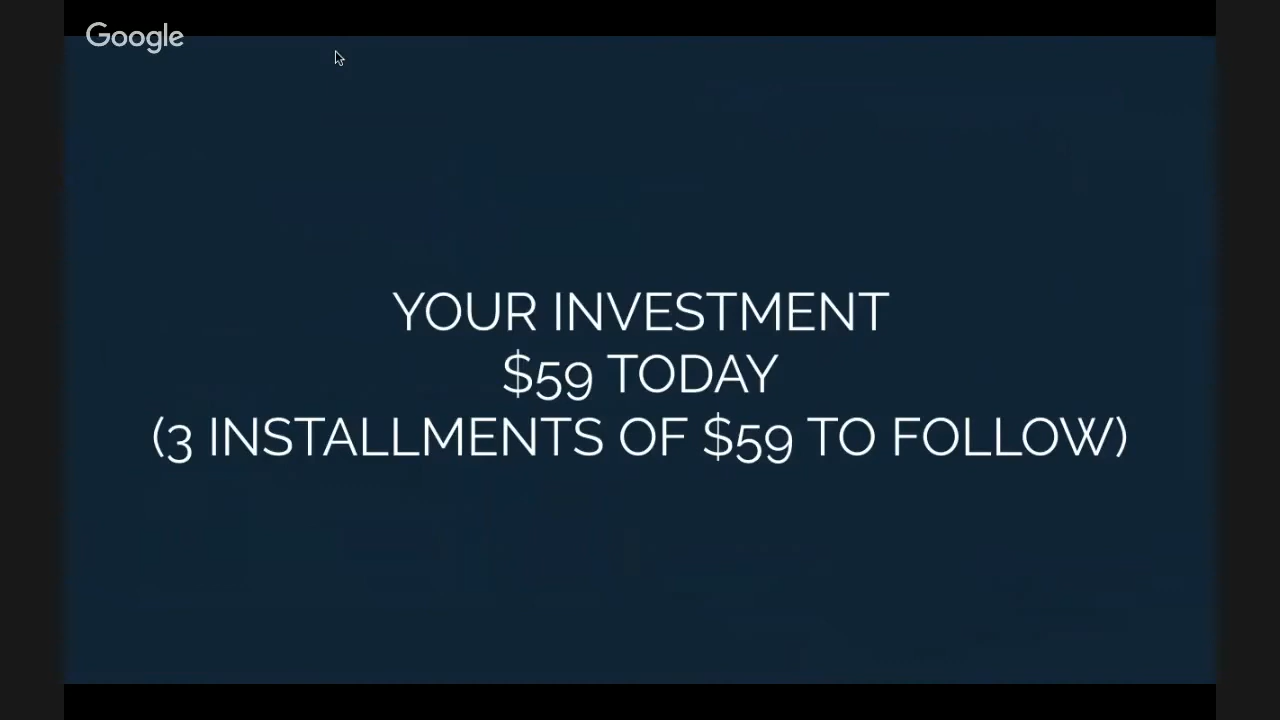 Google
YOUR INVESTMENT
$59 TODAY
(3 INSTALLMENTS OF $59 TO FOLLOW)